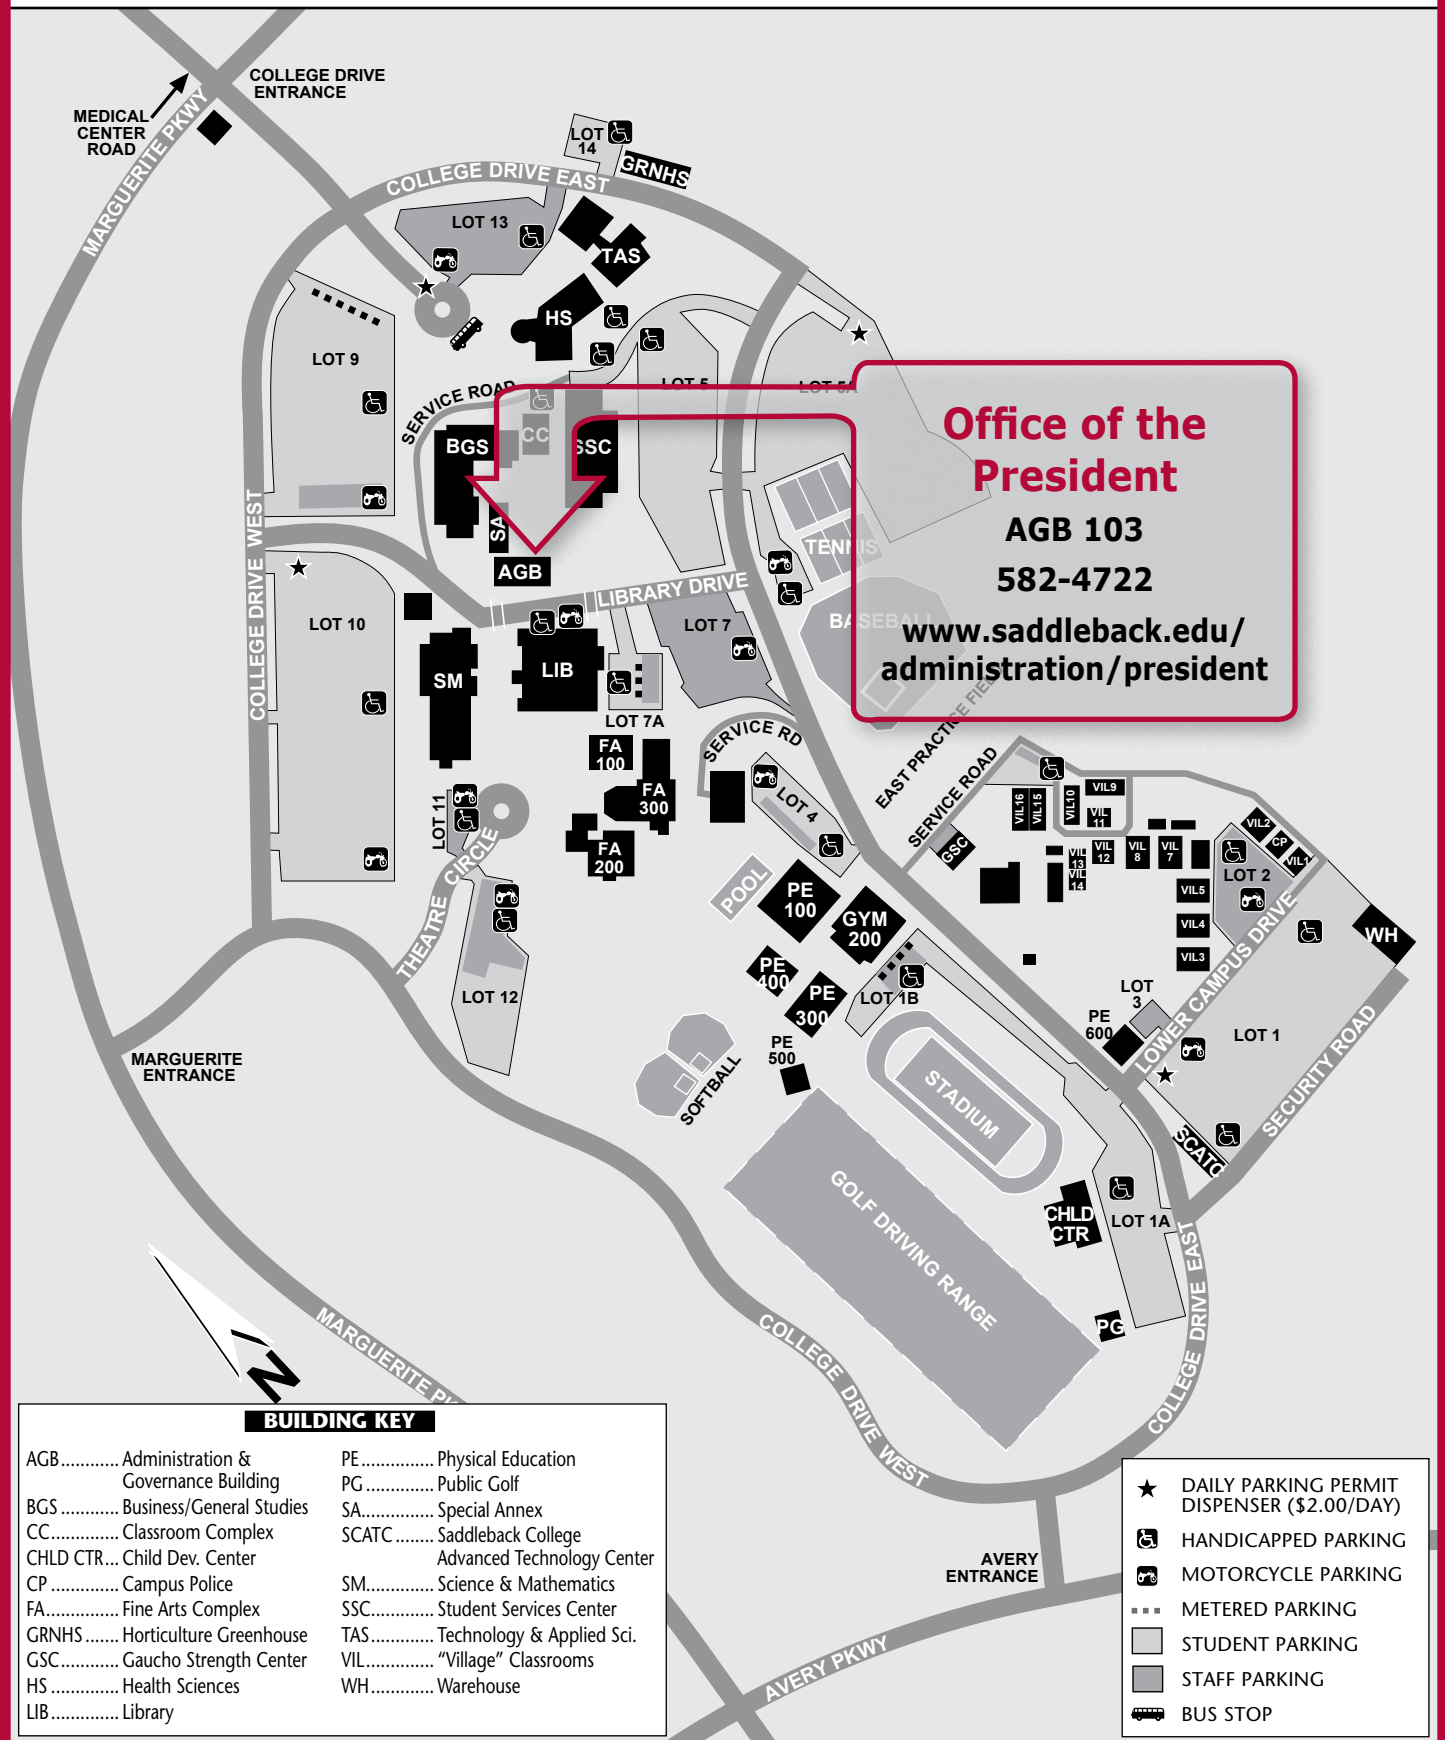 COLLEGE DRIVE
ENTRANCE
MEDICAL
CENTER
ROAD
MARGUERITE PKWY
LOT
14
GRNHS
COLLEGE DRIVE EAST
LOT 13
TAS
HS
LOT 9
SERVICE ROAD
LOT 5
LOT 5A
CC
BGS
SSC
SA
AGB
Office of the
President
AGB 103
582-4722
www.saddleback.edu/
administration/president
TENNIS
BASEBALL
EAST PRACTICE FIELD
COLLEGE DRIVE WEST
LIBRARY DRIVE
LOT 10
LOT 7
SM
LIB
LOT 7A
SERVICE RD
FA
100
FA
300
FA
200
LOT 4
LOT 11
THEATRE CIRCLE
LOT 12
SERVICE ROAD
GSC
VIL16
VIL15
VIL10
VIL9
VIL
11
VIL
13
VIL
14
VIL
12
VIL
8
VIL
7
VIL2
CP
VIL1
LOT 2
VIL5
VIL4
VIL3
WH
POOL
PE
100
GYM
200
PE
400
PE
300
LOT 1B
PE
500
SOFTBALL
STADIUM
LOT
3
PE
600
LOWER CAMPUS DRIVE
LOT 1
SECURITY ROAD
SCATC
MARGUERITE
ENTRANCE
GOLF DRIVING RANGE
CHLD
CTR
LOT 1A
PG
COLLEGE DRIVE EAST
COLLEGE DRIVE WEST
N
MARGUERITE
AVERY
ENTRANCE
AVERY PKWY
BUILDING KEY
AGB............ Administration &
Governance Building
BGS ............ Business/General Studies
CC.............. Classroom Complex
CHLD CTR... Child Dev. Center
CP .............. Campus Police
FA............... Fine Arts Complex
GRNHS ....... Horticulture Greenhouse
GSC............ Gaucho Strength Center
HS .............. Health Sciences
LIB.............. Library
PE............... Physical Education
PG .............. Public Golf
SA............... Special Annex
SCATC ........ Saddleback College
Advanced Technology Center
SM.............. Science & Mathematics
SSC............. Student Services Center
TAS............. Technology & Applied Sci.
VIL.............. “Village” Classrooms
WH............. Warehouse
DAILY PARKING PERMIT
DISPENSER ($2.00/DAY)
HANDICAPPED PARKING
MOTORCYCLE PARKING
METERED PARKING
STUDENT PARKING
STAFF PARKING
BUS STOP